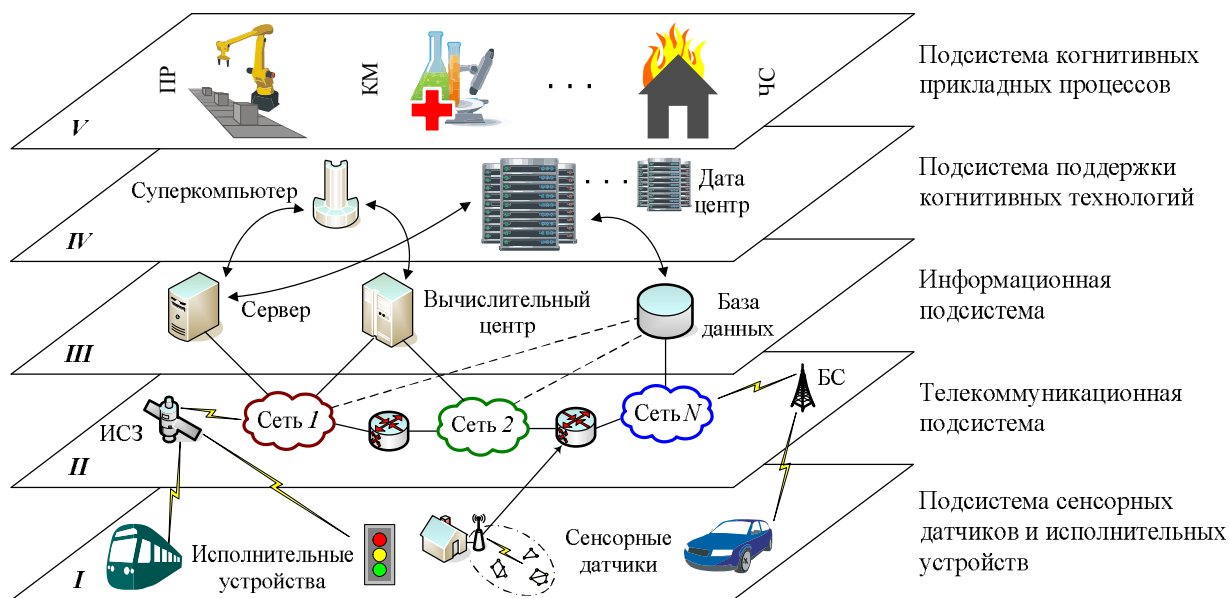 ПР
КМ
. . .
ЧС
V
Подсистема когнитивных
прикладных процессов
Суперкомпьютер
. . .
Дата
центр
IV
Подсистема поддержки
когнитивных технологий
Сервер
Вычислительный
центр
База
данных
III
Информационная
подсистема
ИСЗ
Сеть 1
Сеть 2
Сеть N
БС
II
Телекоммуникационная
подсистема
Исполнительные
устройства
Сенсорные
датчики
I
Подсистема сенсорных
датчиков и исполнительных
устройств